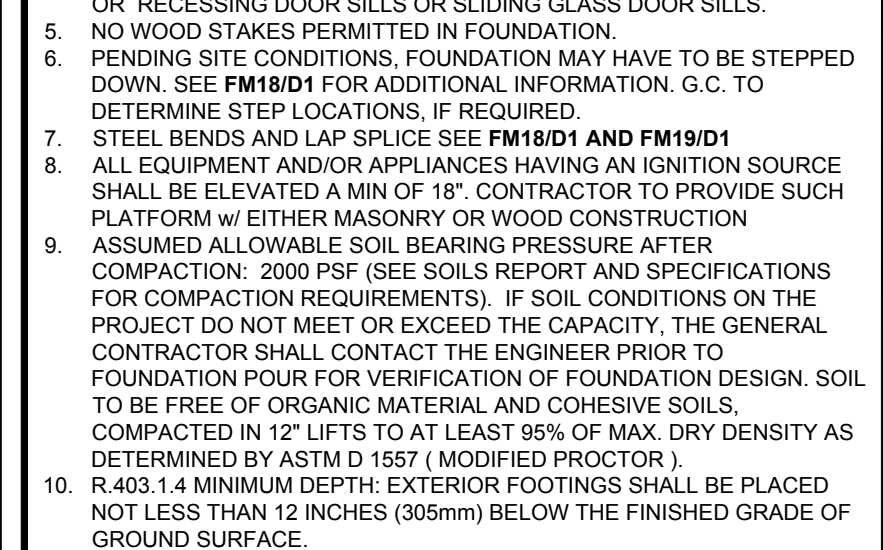 OR RECESSING DOOR SILLS OR SLIDING GLASS DOOR SILLS.
5. NO WOOD STAKES PERMITTED IN FOUNDATION.
6. PENDING SITE CONDITIONS, FOUNDATION MAY HAVE TO BE STEPPED
DOWN. SEE FM18/D1 FOR ADDITIONAL INFORMATION. G.C. TO
DETERMINE STEP LOCATIONS, IF REQUIRED.
7. STEEL BENDS AND LAP SPLICE SEE FM18/D1 AND FM19/D1
8. ALL EQUIPMENT AND/OR APPLIANCES HAVING AN IGNITION SOURCE
SHALL BE ELEVATED A MIN OF 18". CONTRACTOR TO PROVIDE SUCH
PLATFORM w/ EITHER MASONRY OR WOOD CONSTRUCTION
9. ASSUMED ALLOWABLE SOIL BEARING PRESSURE AFTER
COMPACTION: 2000 PSF (SEE SOILS REPORT AND SPECIFICATIONS
FOR COMPACTION REQUIREMENTS). IF SOIL CONDITIONS ON THE
PROJECT DO NOT MEET OR EXCEED THE CAPACITY, THE GENERAL
CONTRACTOR SHALL CONTACT THE ENGINEER PRIOR TO
FOUNDATION POUR FOR VERIFICATION OF FOUNDATION DESIGN. SOIL
TO BE FREE OF ORGANIC MATERIAL AND COHESIVE SOILS,
COMPACTED IN 12" LIFTS TO AT LEAST 95% OF MAX. DRY DENSITY AS
DETERMINED BY ASTM D 1557 ( MODIFIED PROCTOR ).
10. R.403.1.4 MINIMUM DEPTH: EXTERIOR FOOTINGS SHALL BE PLACED
NOT LESS THAN 12 INCHES (305mm) BELOW THE FINISHED GRADE OF
GROUND SURFACE.